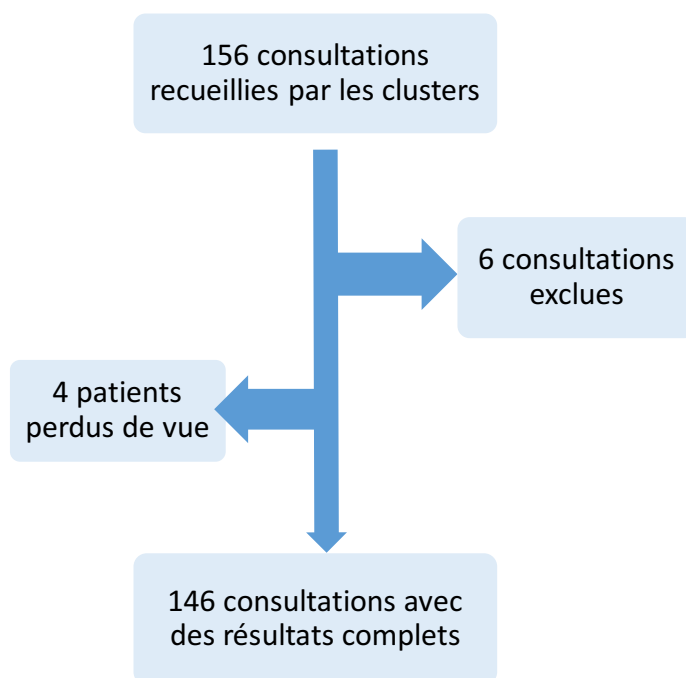 156 consultations
recueillies par les clusters
6 consultations
exclues
4 patients
perdus de vue
146 consultations avec
des résultats complets